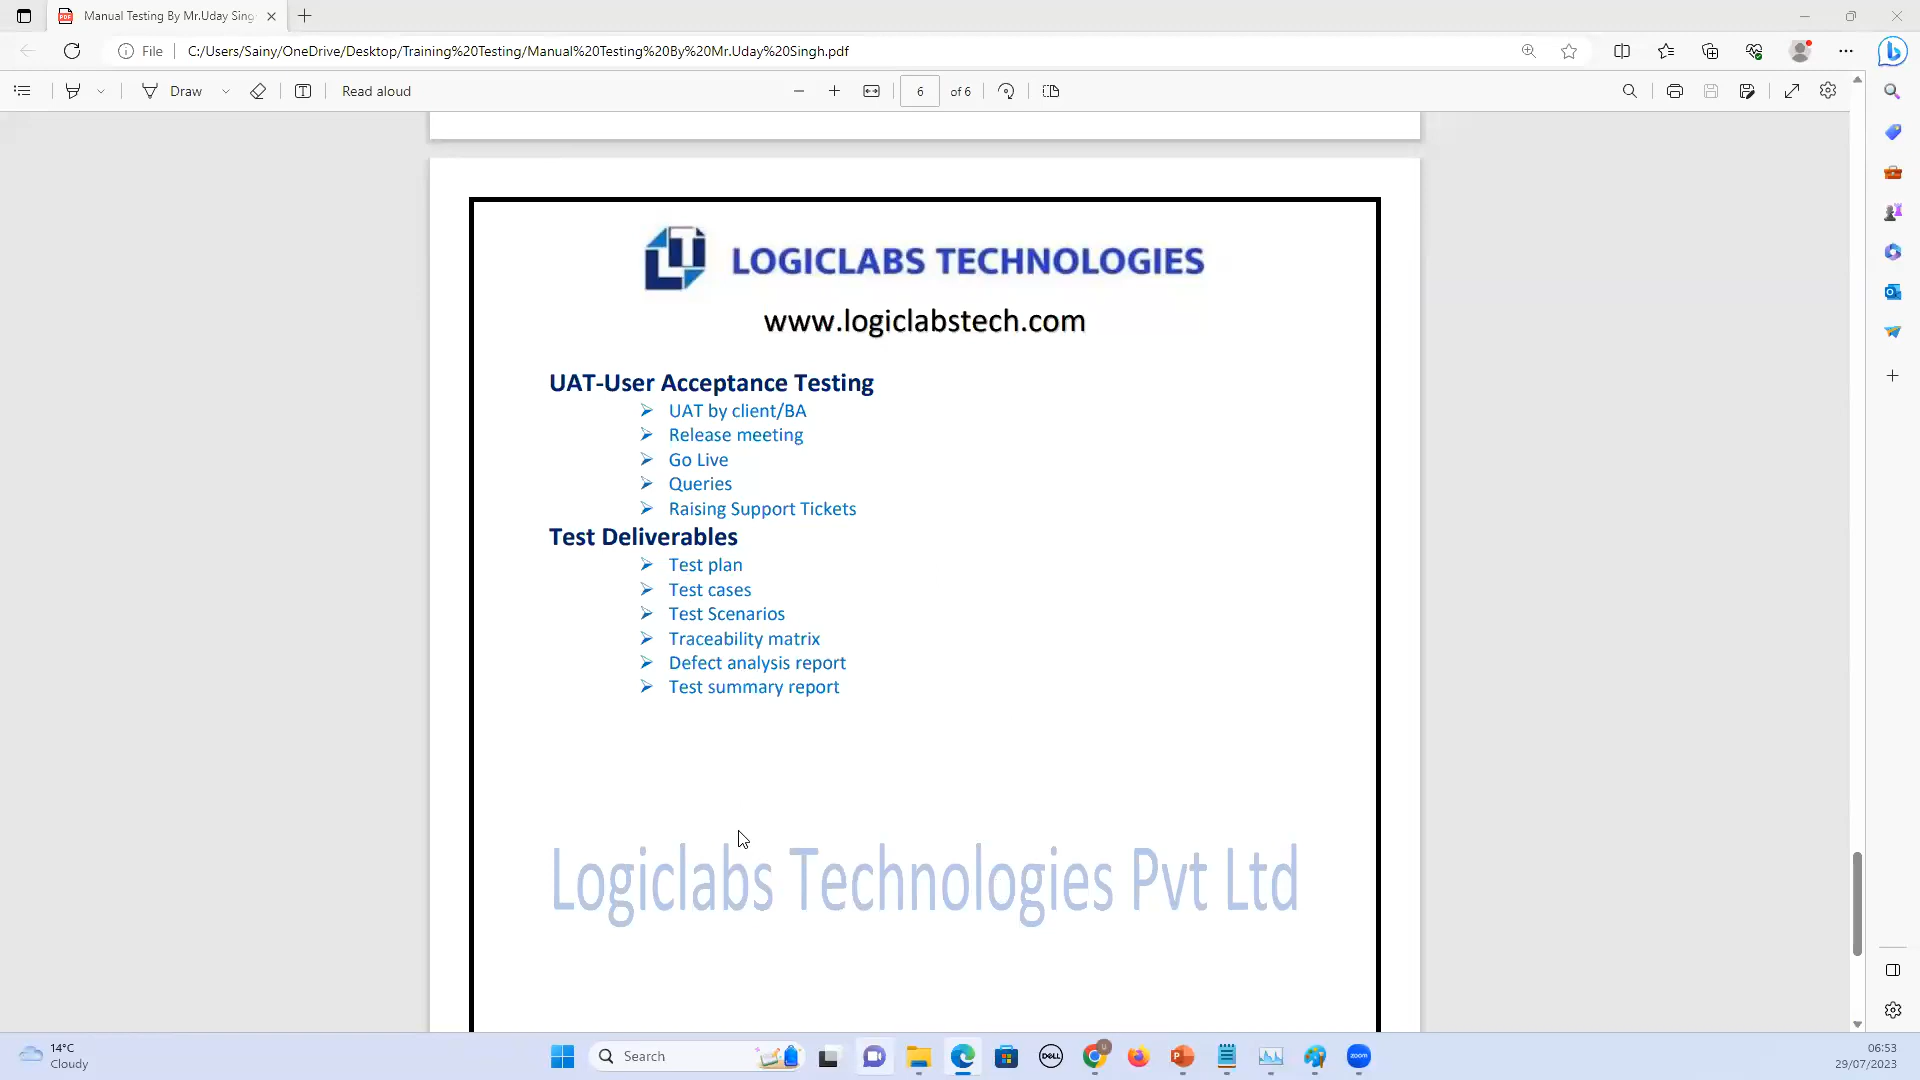 Manual Testing By Mr.Uday Sing
File
C:/Users/Sainy/OneDrive/Desktop/Training%20Testing/Manual%20Testing%20By%20Mr.Uday%20Singh.pdf
Draw
Read aloud
6
of 6
LOGICLABS TECHNOLOGIES
www.logiclabstech.com
UAT-User Acceptance Testing
➢ UAT by client/BA
➢ Release meeting
➢ Go Live
➢ Queries
➢ Raising Support Tickets
Test Deliverables
➢ Test plan
➢ Test cases
➢ Test Scenarios
➢ Traceability matrix
➢ Defect analysis report
➢ Test summary report
Logiclabs Technologies Pvt Ltd
14°C
Cloudy
Search
DELL
zoom
06:53
29/07/2023